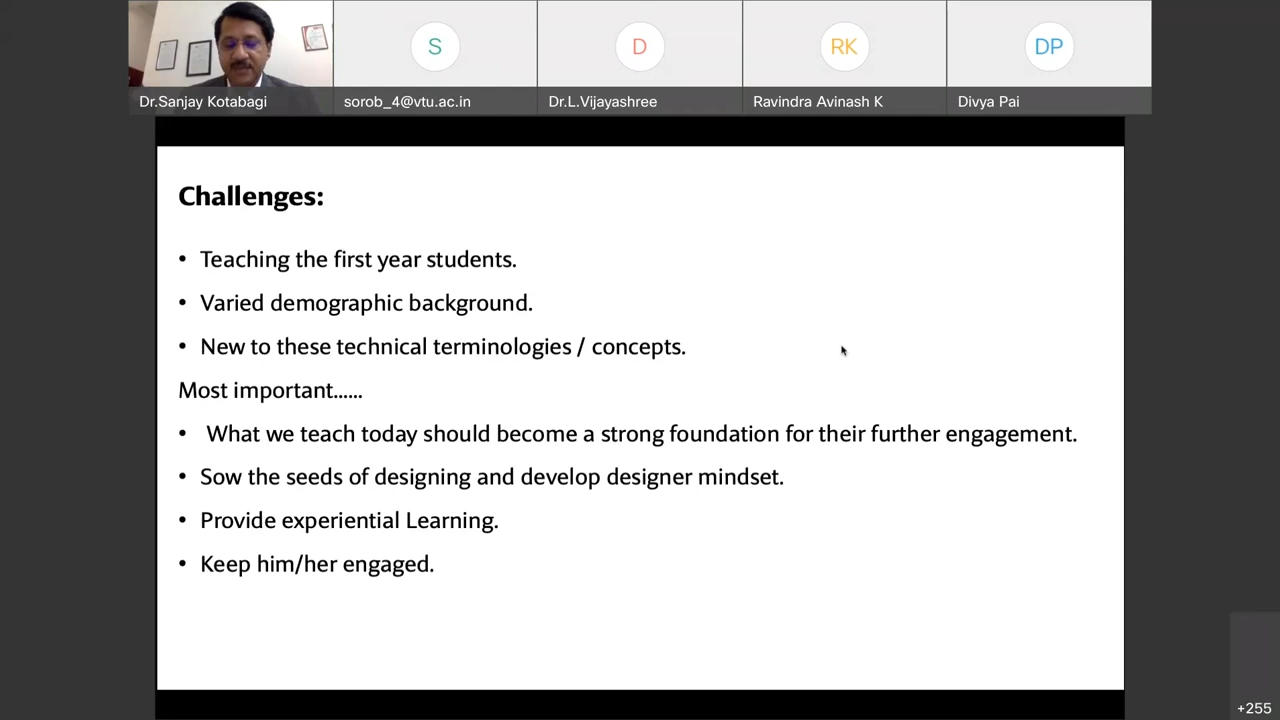 S
D
RK
DP
Dr.Sanjay Kotabagi
sorob_4@vtu.ac.in
Dr.L.Vijayashree
Ravindra Avinash K
Divya Pai
Challenges:
• Teaching the first year students.
• Varied demographic background.
• New to these technical terminologies / concepts.
Most important......
• What we teach today should become a strong foundation for their further engagement.
• Sow the seeds of designing and develop designer mindset.
• Provide experiential Learning.
• Keep him/her engaged.
+255